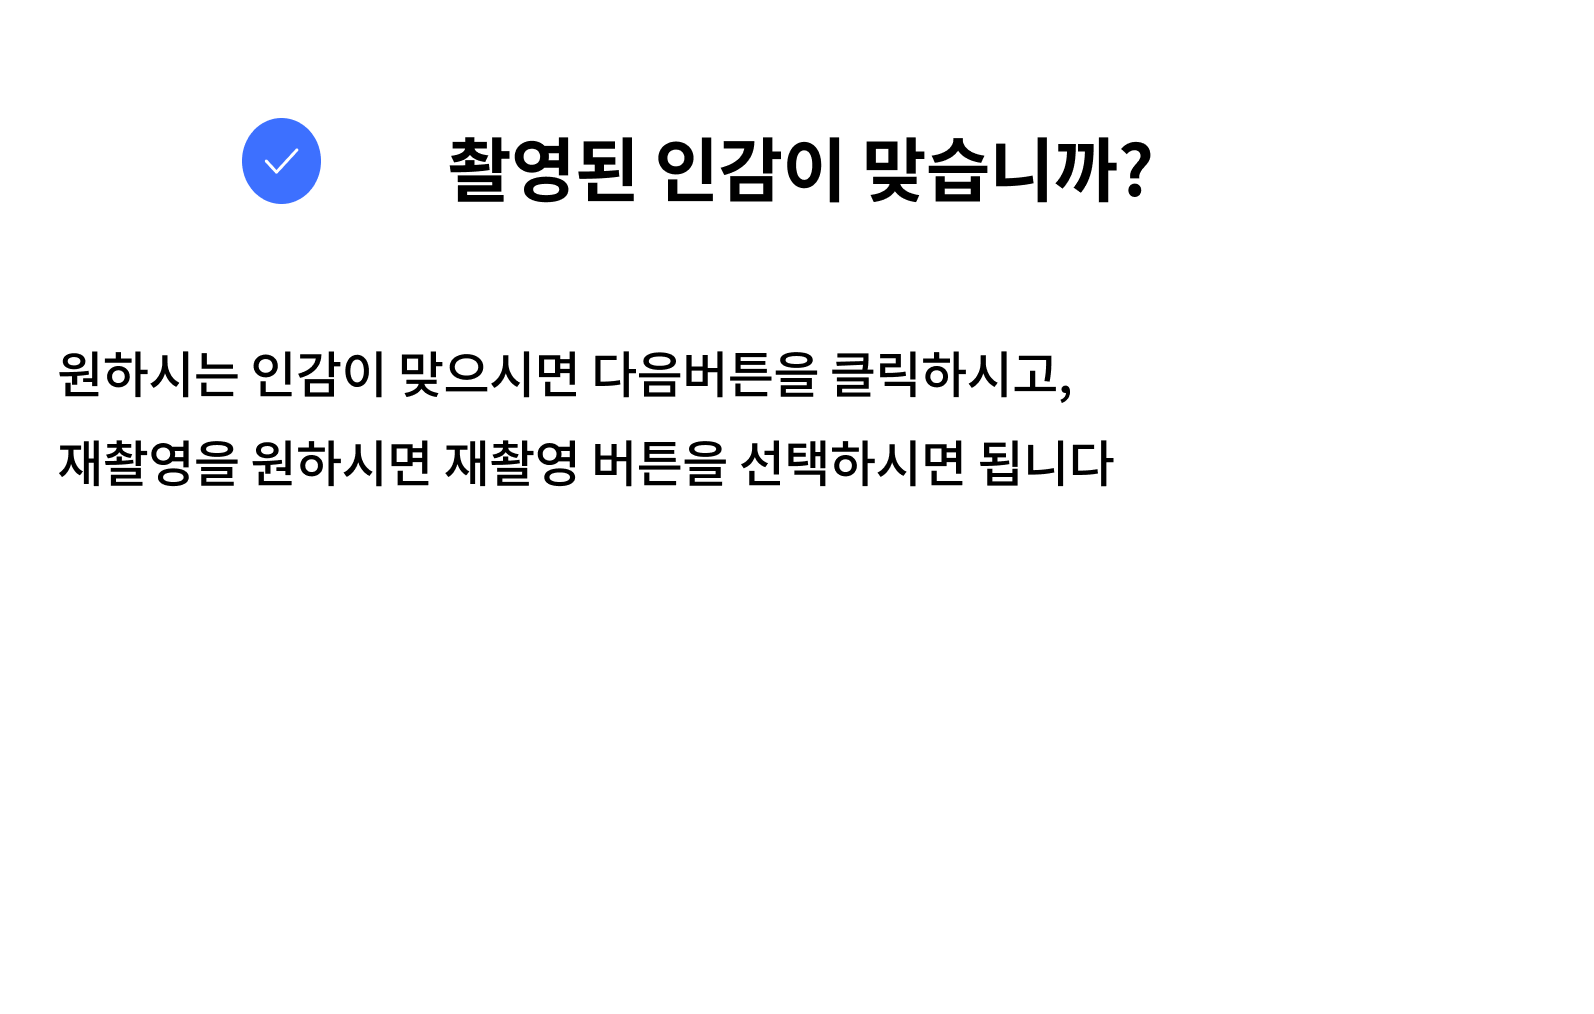 촬영된 인감이 맞습니까?
원하시는 인감이 맞으시면 다음버튼을 클릭하시고,
재촬영을 원하시면 재촬영 버튼을 선택하시면 됩니다